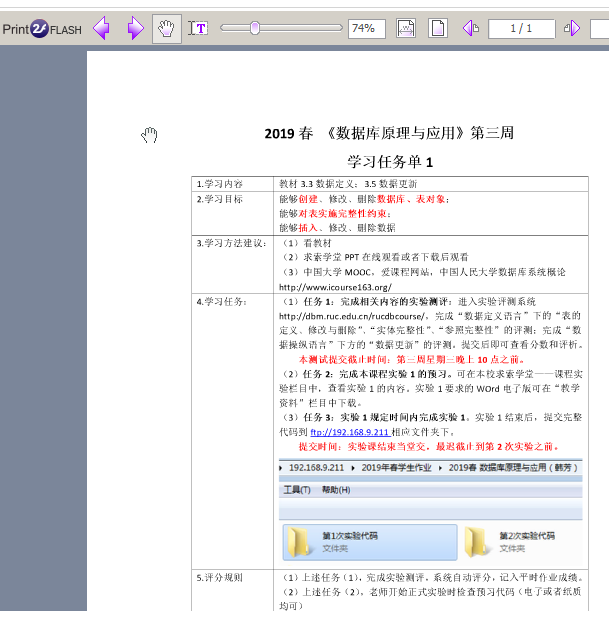 Print 2 FLASH
74%
1 / 1
2019 春 《数据库原理与应用》第三周
学习任务单 1
1.学习内容
教材 3.3 数据定义；3.5 数据更新
2.学习目标
能够创建、修改、删除数据库、表对象；
能够对表实施完整性约束；
能够插入、修改、删除数据
3.学习方法建议：
（1）看教材
（2）求索学堂 PPT 在线观看或者下载后观看
（3）中国大学 MOOC，爱课程网站，中国人民大学数据库系统概论
http://www.icourse163.org/
4.学习任务：
（1）任务 1：完成相关内容的实验测评：进入实验评测系统
http://dbm.ruc.edu.cn/rucdbcourse/，完成“数据定义语言”下的“表的
定义、修改与删除”、“实体完整性”、“参照完整性”的评测；完成“数
据操纵语言”下方的“数据更新”的评测。提交后即可查看分数和评析。
本测试提交截止时间：第三周星期三晚上 10 点之前。
（2）任务 2：完成本课程实验 1 的预习。可在本校求索学堂——课程实
验栏目中，查看实验 1 的内容。实验 1 要求的 WOrd 电子版可在“教学
资料”栏目中下载。
（3）任务 3：实验 1 规定时间内完成实验 1。实验 1 结束后，提交完整
代码到 ftp://192.168.9.211 相应文件夹下。
提交时间：实验课结束当堂交，最迟截止到第 2 次实验之前。
192.168.9.211 2019年春学生作业 2019春 数据库原理与应用（韩芳）
工具(T) 帮助(H)
第1次实验代码
文件夹
第2次实验代码
文件夹
5.评分规则
（1）上述任务（1），完成实验测评，系统自动评分，记入平时作业成绩。
（2）上述任务（2），老师开始正式实验时检查预习代码（电子或者纸质
均可）